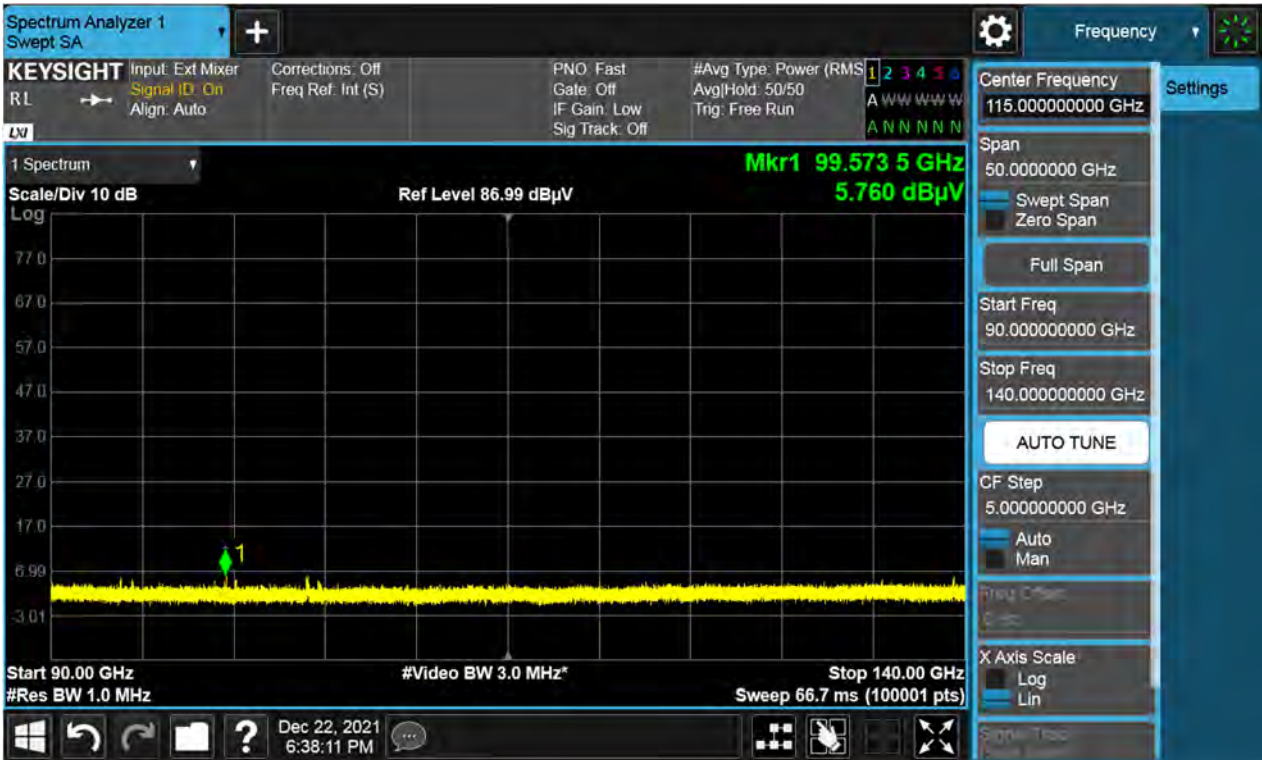 Spectrum Analyzer 1
Swept SA
+
Frequency
KEYSIGHT
RL
LXI
Input: Ext Mixer
Signal ID: On
Align: Auto
Corrections: Off
Freq Ref: Int (S)
PNO: Fast
Gate: Off
IF Gain: Low
Sig Track: Off
#Avg Type: Power (RMS
Avg|Hold: 50/50
Trig: Free Run
1 2 3 4 5 6
A W W W W W
A N N N N N
1 Spectrum
Mkr1 99.573 5 GHz
5.760 dBµV
Scale/Div 10 dB
Ref Level 86.99 dBµV
Log
77.0
67.0
57.0
47.0
37.0
27.0
17.0
6.99
-3.01
1
Start 90.00 GHz
#Video BW 3.0 MHz*
Stop 140.00 GHz
#Res BW 1.0 MHz
Sweep 66.7 ms (100001 pts)
Center Frequency
115.000000000 GHz
Settings
Span
50.0000000 GHz
Swept Span
Zero Span
Full Span
Start Freq
90.000000000 GHz
Stop Freq
140.000000000 GHz
AUTO TUNE
CF Step
5.000000000 GHz
Auto
Man
Freq Offset
X Axis Scale
Log
Lin
?
Dec 22, 2021
6:38:11 PM